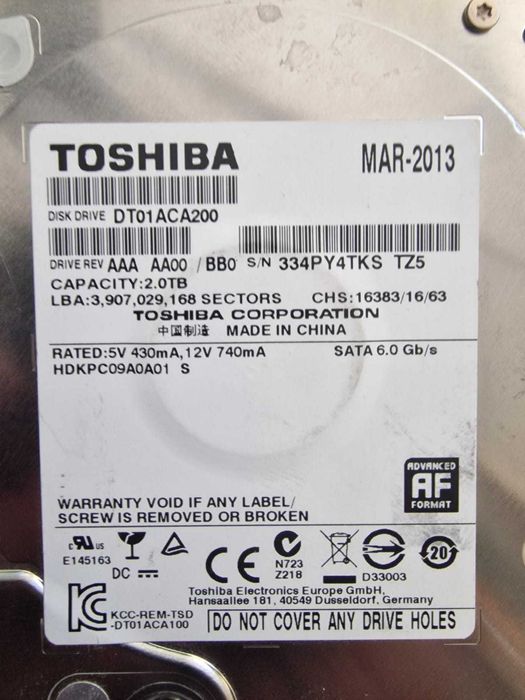 TOSHIBA
MAR-2013
DISK DRIVE DT01ACA200
DRIVE REV AAA AA00 / BB0 S/N 334PY4TKS TZ5
CAPACITY:2.0TB
LBA:3,907,029,168 SECTORS CHS:16383/16/63
TOSHIBA CORPORATION
中国制造 MADE IN CHINA
RATED:5V 430mA,12V 740mA SATA 6.0 Gb/s
HDKPC09A0A01 S
ADVANCED
AF
FORMAT
WARRANTY VOID IF ANY LABEL/
SCREW IS REMOVED OR BROKEN
c RU us
E145163
DC
CE
N723
Z218
D33003
20
Toshiba Electronics Europe GmbH,
Hansaallee 181, 40549 Dusseldorf, Germany
KC
KCC-REM-TSD
-DT01ACA100
DO NOT COVER ANY DRIVE HOLES